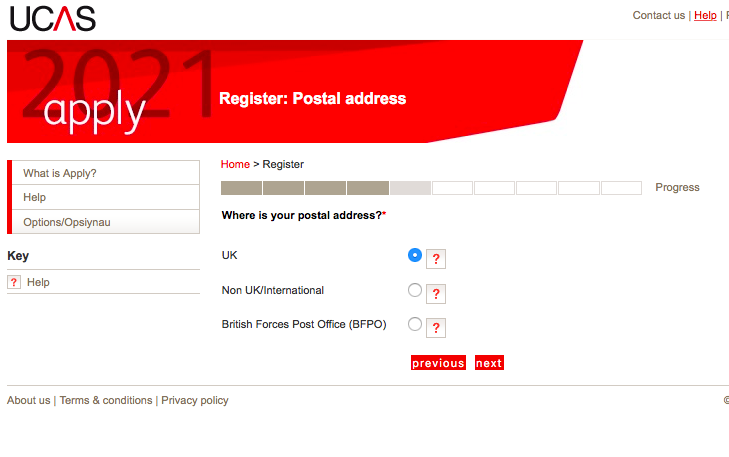 UCAS
Contact us | Help |
2021
apply
Register: Postal address
What is Apply?
Help
Options/Opsiynau
Key
? Help
Home > Register
Progress
Where is your postal address?*
UK ?
Non UK/International ?
British Forces Post Office (BFPO) ?
previous next
About us | Terms & conditions | Privacy policy
©